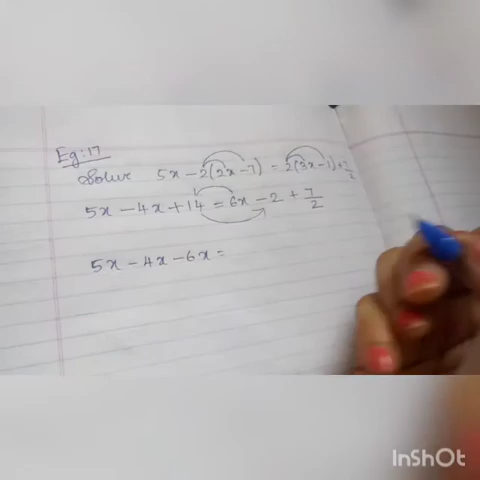 Eg:17
Solve 5x - 2(2x - 7) = 2(3x - 1) + 7/2
5x - 4x + 14 = 6x - 2 + 7/2
5x - 4x - 6x =
InShOt